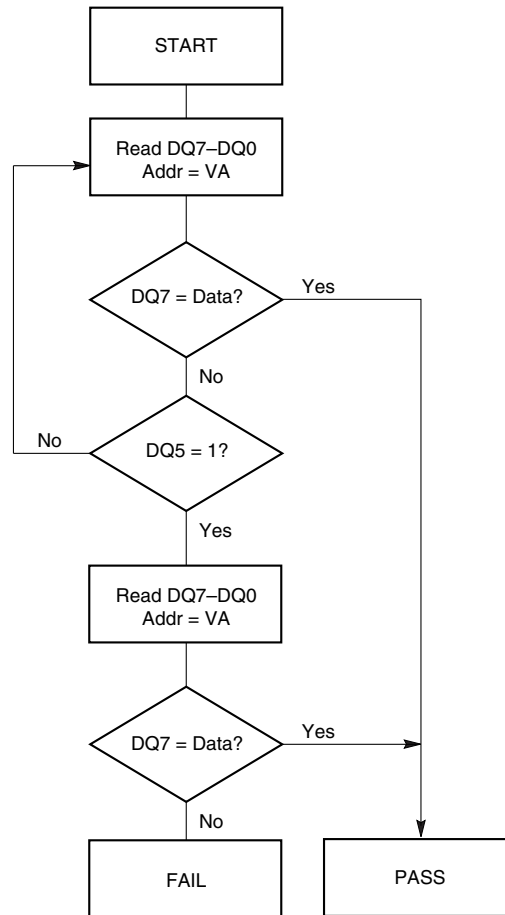 START
Read DQ7–DQ0
Addr = VA
DQ7 = Data?
Yes
No
No
DQ5 = 1?
Yes
Read DQ7–DQ0
Addr = VA
DQ7 = Data?
Yes
No
FAIL
PASS